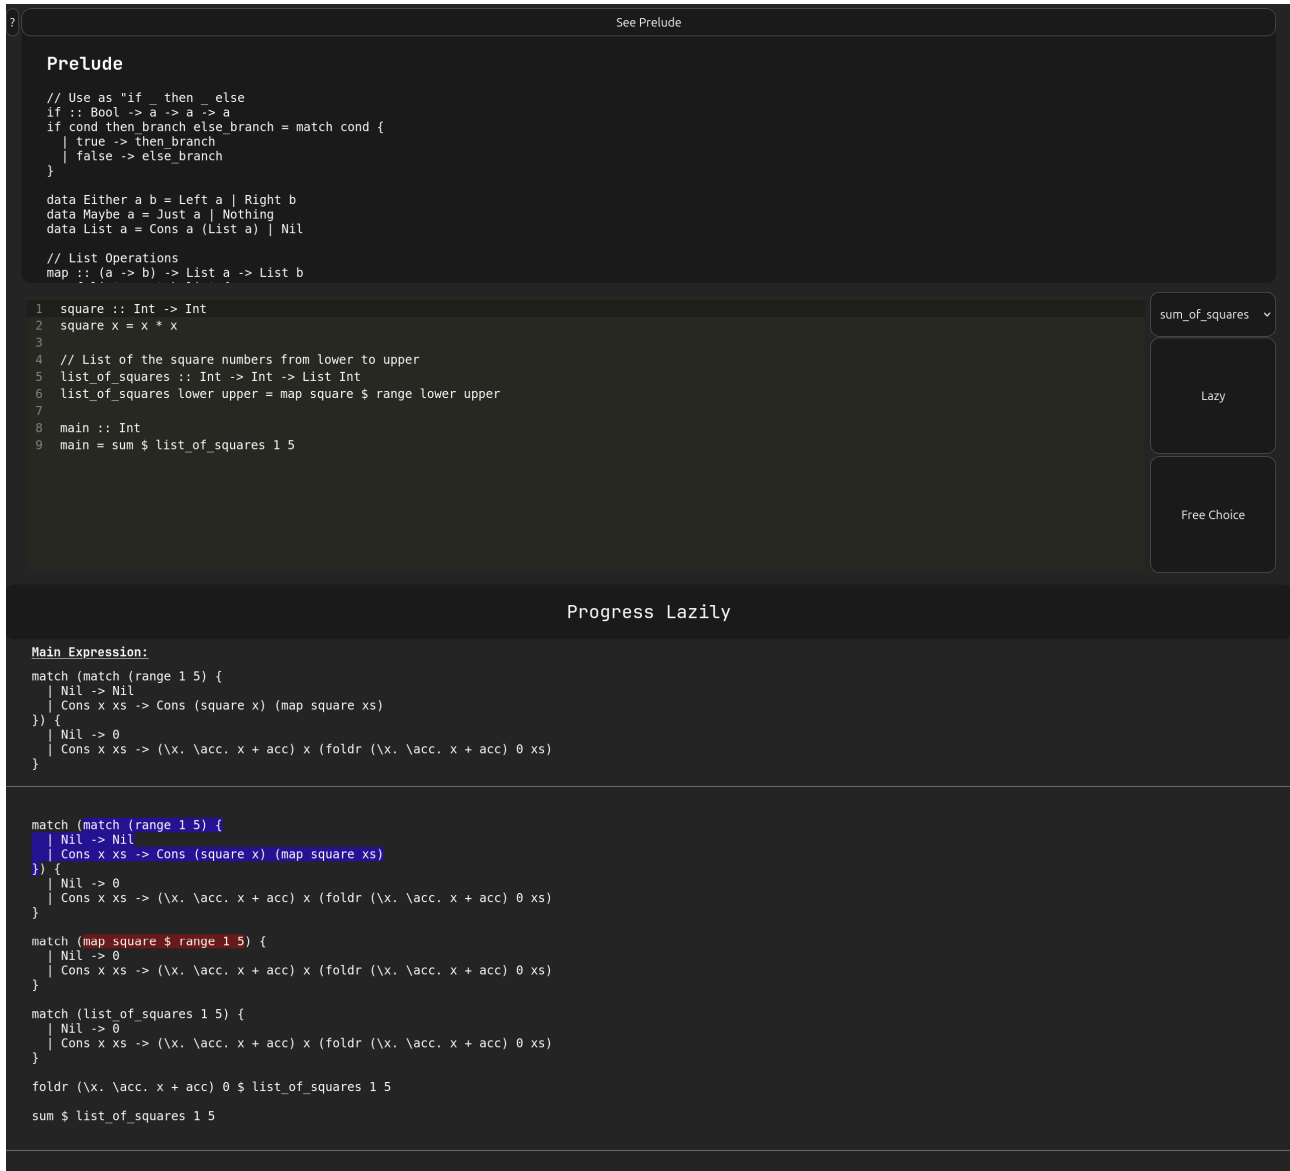 ?
See Prelude
Prelude
// Use as "if _ then _ else
if :: Bool -> a -> a -> a
if cond then_branch else_branch = match cond {
  | true -> then_branch
  | false -> else_branch
}
data Either a b = Left a | Right b
data Maybe a = Just a | Nothing
data List a = Cons a (List a) | Nil
// List Operations
map :: (a -> b) -> List a -> List b
1 square :: Int -> Int
2 square x = x * x
3
4 // List of the square numbers from lower to upper
5 list_of_squares :: Int -> Int -> List Int
6 list_of_squares lower upper = map square $ range lower upper
7
8 main :: Int
9 main = sum $ list_of_squares 1 5
sum_of_squares
Lazy
Free Choice
Progress Lazily
Main Expression:
match (match (range 1 5) {
  | Nil -> Nil
  | Cons x xs -> Cons (square x) (map square xs)
}) {
  | Nil -> 0
  | Cons x xs -> (\x. \acc. x + acc) x (foldr (\x. \acc. x + acc) 0 xs)
}
match (match (range 1 5) {
  | Nil -> Nil
  | Cons x xs -> Cons (square x) (map square xs)
}) {
  | Nil -> 0
  | Cons x xs -> (\x. \acc. x + acc) x (foldr (\x. \acc. x + acc) 0 xs)
}
match (map square $ range 1 5) {
  | Nil -> 0
  | Cons x xs -> (\x. \acc. x + acc) x (foldr (\x. \acc. x + acc) 0 xs)
}
match (list_of_squares 1 5) {
  | Nil -> 0
  | Cons x xs -> (\x. \acc. x + acc) x (foldr (\x. \acc. x + acc) 0 xs)
}
foldr (\x. \acc. x + acc) 0 $ list_of_squares 1 5
sum $ list_of_squares 1 5